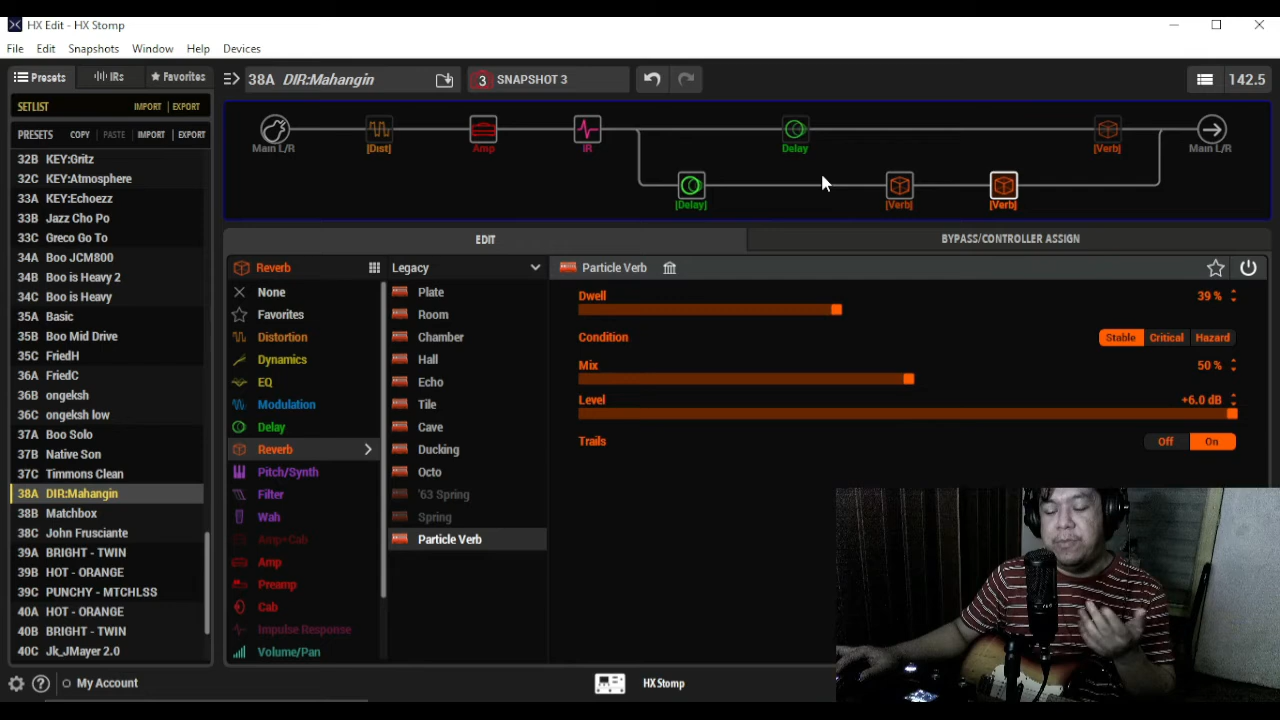 HX Edit - HX Stomp
File Edit Snapshots Window Help Devices
Presets IRs Favorites
38A DIR:Mahangin 3 SNAPSHOT 3 142.5
SETLIST IMPORT | EXPORT
PRESETS COPY | PASTE | IMPORT | EXPORT
32B KEY:Gritz
32C KEY:Atmosphere
33A KEY:Echoezz
33B Jazz Cho Po
33C Greco Go To
34A Boo JCM800
34B Boo is Heavy 2
34C Boo is Heavy
35A Basic
35B Boo Mid Drive
35C FriedH
36A FriedC
36B ongeksh
36C ongeksh low
37A Boo Solo
37B Native Son
37C Timmons Clean
38A DIR:Mahangin
38B Matchbox
38C John Frusciante
39A BRIGHT - TWIN
39B HOT - ORANGE
39C PUNCHY - MTCHLSS
40A HOT - ORANGE
40B BRIGHT - TWIN
40C Jk_JMayer 2.0
My Account
Main L/R [Dist] Amp IR Delay [Verb] Main L/R
[Delay] [Verb] [Verb]
EDIT BYPASS/CONTROLLER ASSIGN
Reverb
None
Favorites
Distortion
Dynamics
EQ
Modulation
Delay
Reverb
Pitch/Synth
Filter
Wah
Amp+Cab
Amp
Preamp
Cab
Impulse Response
Volume/Pan
Legacy
Plate
Room
Chamber
Hall
Echo
Tile
Cave
Ducking
Octo
'63 Spring
Spring
Particle Verb
Particle Verb
Dwell 39 %
Condition Stable Critical Hazard
Mix 50 %
Level +6.0 dB
Trails Off On
HX Stomp